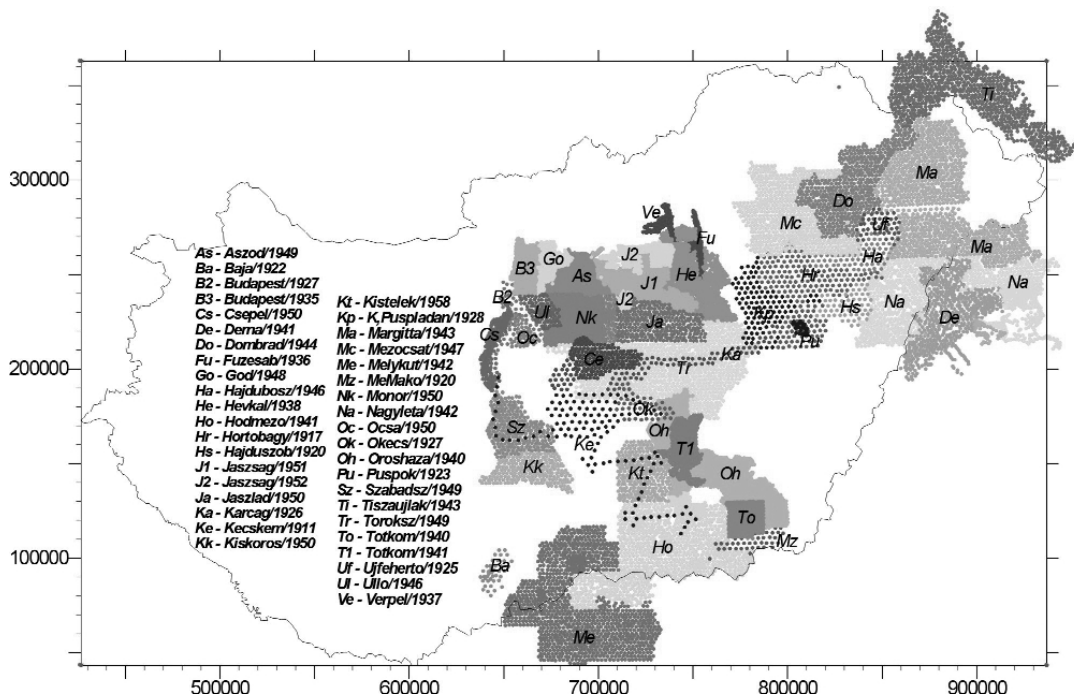 300000
200000
100000
500000
600000
700000
800000
900000
As - Aszod/1949
Ba - Baja/1922
B2 - Budapest/1927
B3 - Budapest/1935
Cs - Csepel/1950
De - Derna/1941
Do - Dombrad/1944
Fu - Fuzesab/1936
Go - God/1948
Ha - Hajdubosz/1946
He - Hevkal/1938
Ho - Hodmezo/1941
Hr - Hortobagy/1917
Hs - Hajduszob/1920
J1 - Jaszsag/1951
J2 - Jaszsag/1952
Ja - Jaszlad/1950
Ka - Karcag/1926
Ke - Kecskem/1911
Kk - Kiskoros/1950
Kt - Kistelek/1958
Kp - K,Puspladan/1928
Ma - Margitta/1943
Mc - Mezocsat/1947
Me - Melykut/1942
Mz - MeMako/1920
Nk - Monor/1950
Na - Nagyleta/1942
Oc - Ocsa/1950
Ok - Okecs/1927
Oh - Oroshaza/1940
Pu - Puspok/1923
Sz - Szabadsz/1949
Ti - Tiszaujlak/1943
Tr - Toroksz/1949
To - Totkom/1940
T1 - Totkom/1941
Uf - Ujfeherto/1925
Ul - Ullo/1946
Ve - Verpel/1937
Ti
Ma
Do
Mc
Ve
Uf
Fu
Ma
Go
J2
Ha
B3
As
He
Hr
Na
J1
B2
J2
Na
Hs
Ul
Nk
Ja
Kp
De
Cs
Oc
Pu
Ce
Ka
Tr
Ok
Sz
Oh
Ke
T1
Kk
Kt
Oh
To
Mz
Ho
Ba
Me